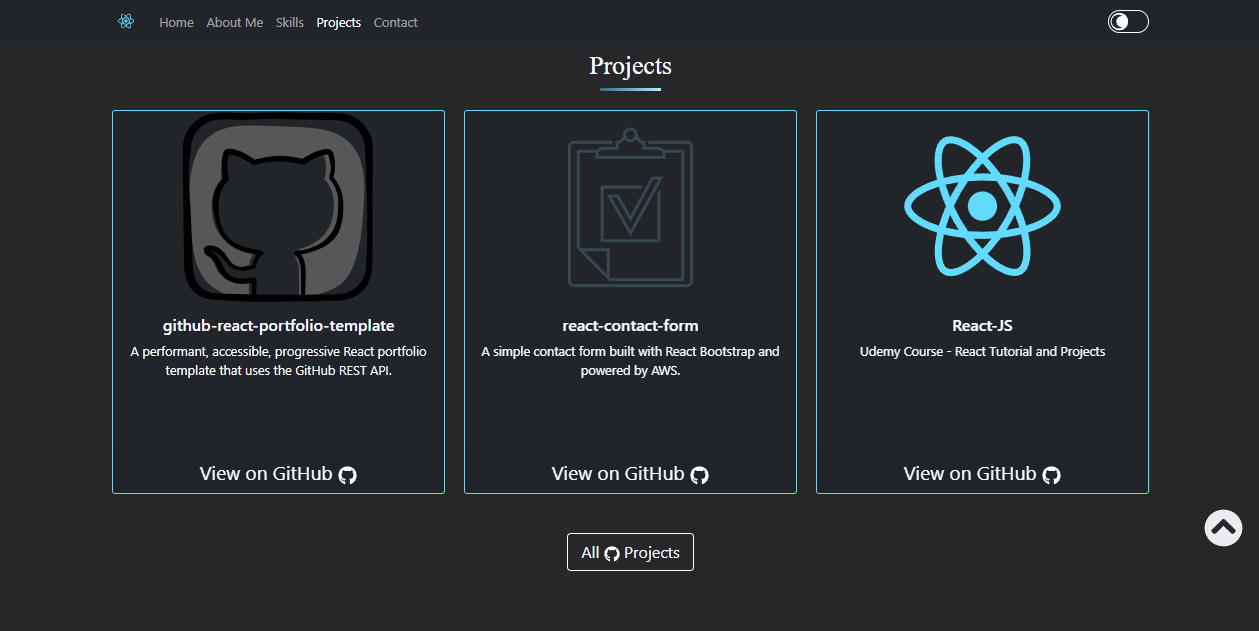 Home About Me Skills Projects Contact
Projects
github-react-portfolio-template
A performant, accessible, progressive React portfolio
template that uses the GitHub REST API.
View on GitHub
react-contact-form
A simple contact form built with React Bootstrap and
powered by AWS.
View on GitHub
React-JS
Udemy Course - React Tutorial and Projects
View on GitHub
All Projects